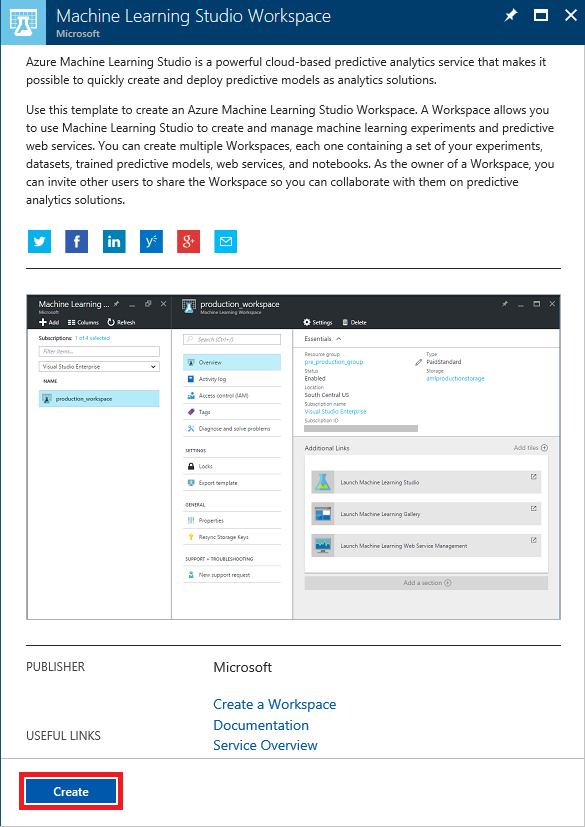 Machine Learning Studio Workspace
Microsoft
Azure Machine Learning Studio is a powerful cloud-based predictive analytics service that makes it
possible to quickly create and deploy predictive models as analytics solutions.
Use this template to create an Azure Machine Learning Studio Workspace. A Workspace allows you
to use Machine Learning Studio to create and manage machine learning experiments and predictive
web services. You can create multiple Workspaces, each one containing a set of your experiments,
datasets, trained predictive models, web services, and notebooks. As the owner of a Workspace, you
can invite other users to share the Workspace so you can collaborate with them on predictive
analytics solutions.
Machine Learning ...
Microsoft
Add Columns Refresh
Subscriptions: 1 of 4 selected
Filter items...
Visual Studio Enterprise
NAME
production_workspace
production_workspace
Machine Learning Workspace
Search (Ctrl+/)
Overview
Activity log
Access control (IAM)
Tags
Diagnose and solve problems
SETTINGS
Locks
Export template
GENERAL
Properties
Resync Storage Keys
SUPPORT + TROUBLESHOOTING
New support request
Settings Delete
Essentials
Resource group
pre_production_group
Status
Enabled
Location
South Central US
Subscription name
Visual Studio Enterprise
Subscription ID
Type
PaidStandard
Storage
amlproductionstorage
Additional Links Add tiles
Launch Machine Learning Studio
Launch Machine Learning Gallery
Launch Machine Learning Web Service Management
Add a section
PUBLISHER Microsoft
Create a Workspace
Documentation
USEFUL LINKS
Service Overview
Create